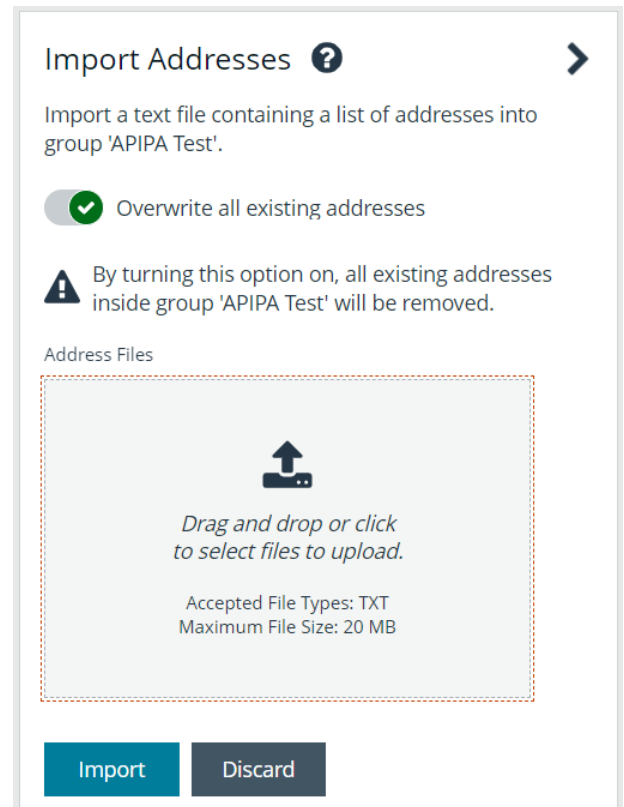 Import Addresses
Import a text file containing a list of addresses into
group 'APIPA Test'.
Overwrite all existing addresses
By turning this option on, all existing addresses
inside group 'APIPA Test' will be removed.
Address Files
Drag and drop or click
to select files to upload.
Accepted File Types: TXT
Maximum File Size: 20 MB
Import
Discard